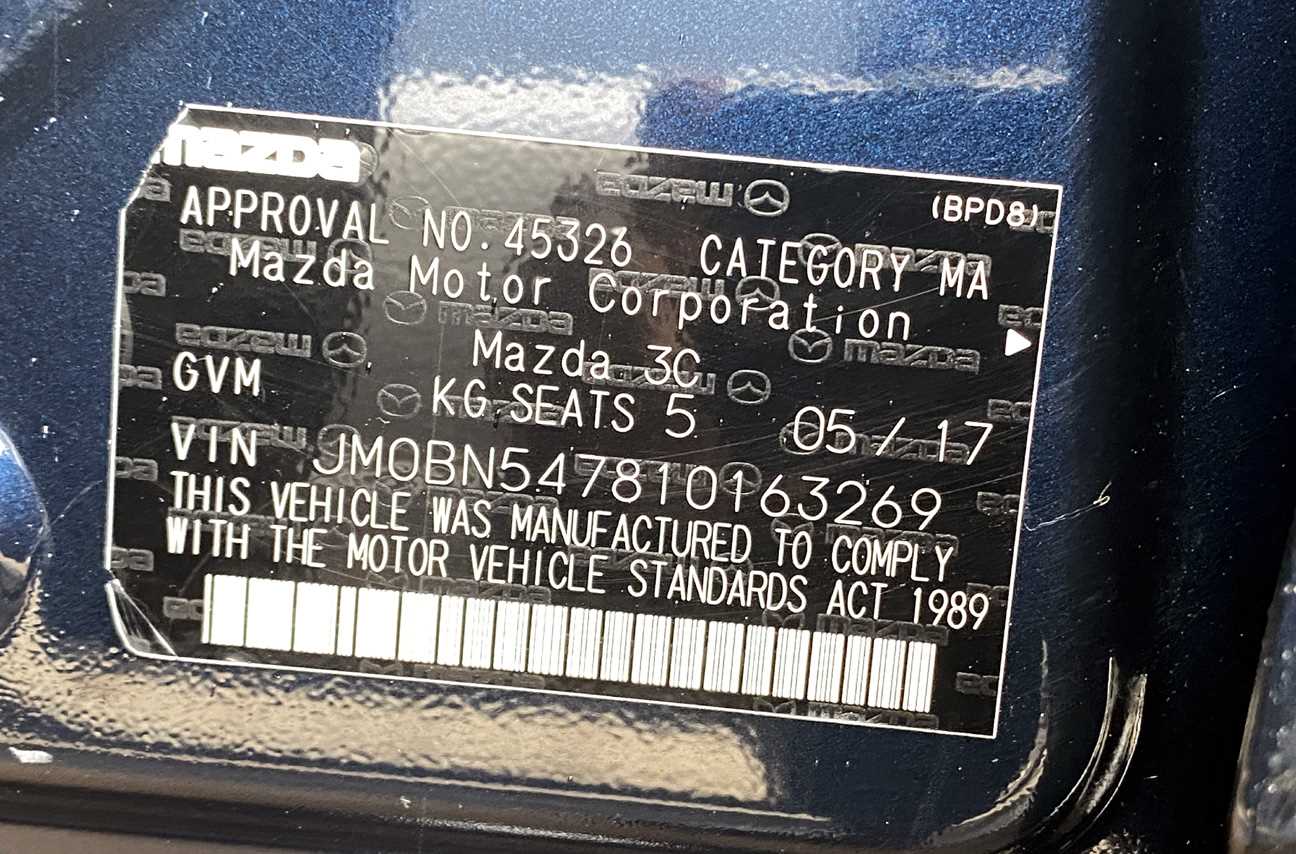 mazda
(BPD8)
APPROVAL NO.45326 CATEGORY MA
Mazda Motor Corporation
Mazda 3C
GVM KG SEATS 5 05/17
VIN JM0BN547810163269
THIS VEHICLE WAS MANUFACTURED TO COMPLY
WITH THE MOTOR VEHICLE STANDARDS ACT 1989